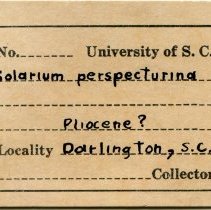 No. University of S. C.
Solarium perspecturina
Pliocene?
Locality Darlington, S.C.
Collector